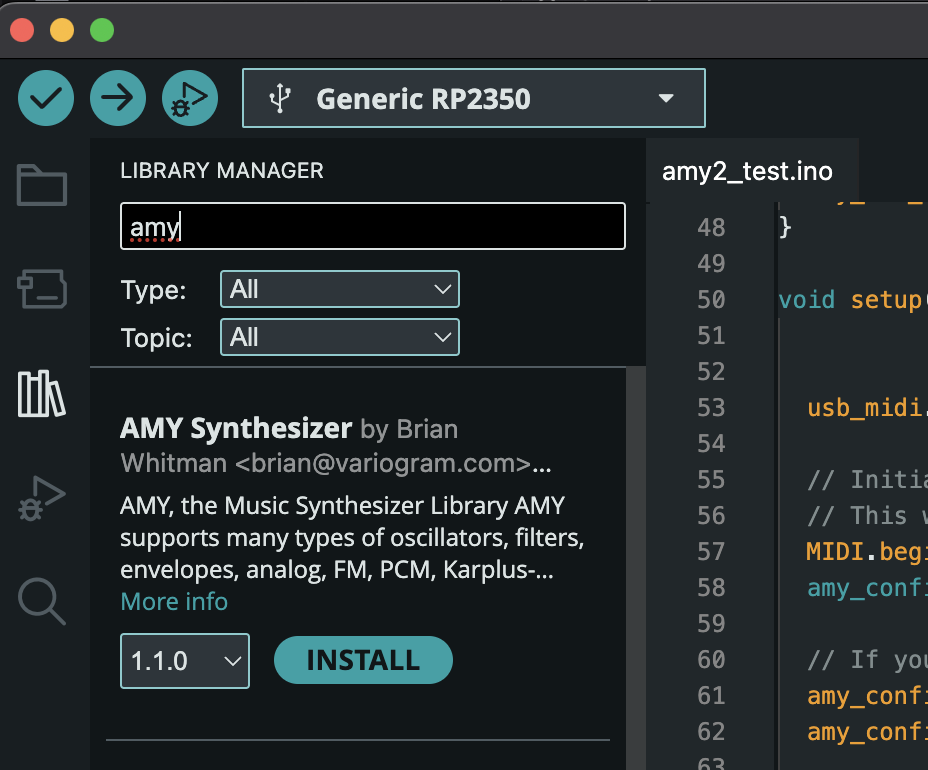 Generic RP2350
LIBRARY MANAGER
amy
Type: All
Topic: All
AMY Synthesizer by Brian
Whitman <brian@variogram.com>...
AMY, the Music Synthesizer Library AMY
supports many types of oscillators, filters,
envelopes, analog, FM, PCM, Karplus-...
More info
1.1.0 INSTALL
amy2_test.ino
48 }
49
50 void setup(
51
52
53 usb_midi.
54
55 // Initia
56 // This w
57 MIDI.begi
58 amy_confi
59
60 // If you
61 amy_confi
62 amy_confi
63